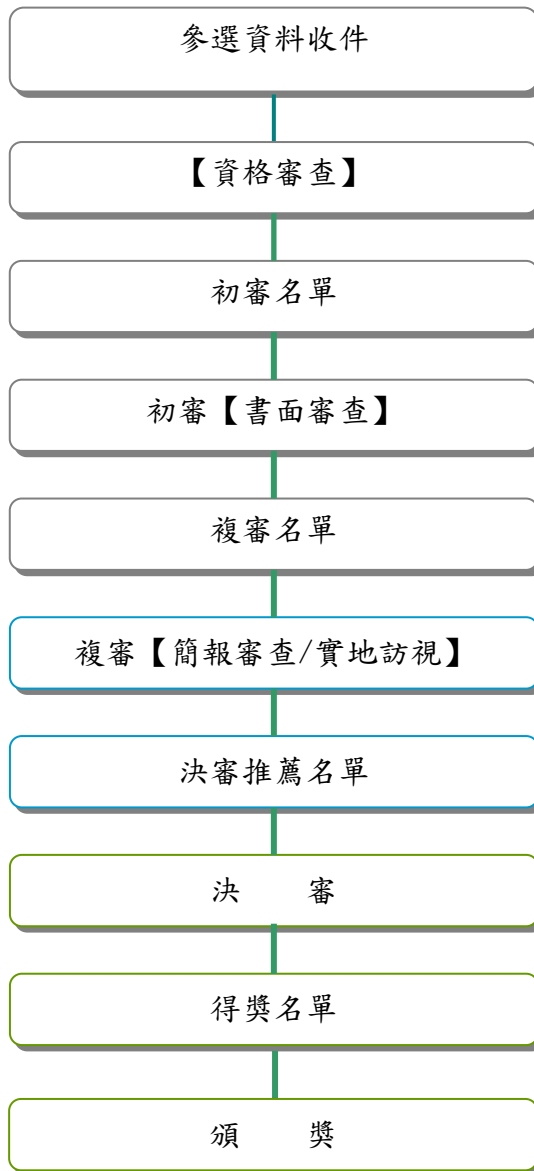 參選資料收件
【資格審查】
初審名單
初審【書面審查】
複審名單
複審【簡報審查/實地訪視】
決審推薦名單
決　　審
得獎名單
頒　　獎